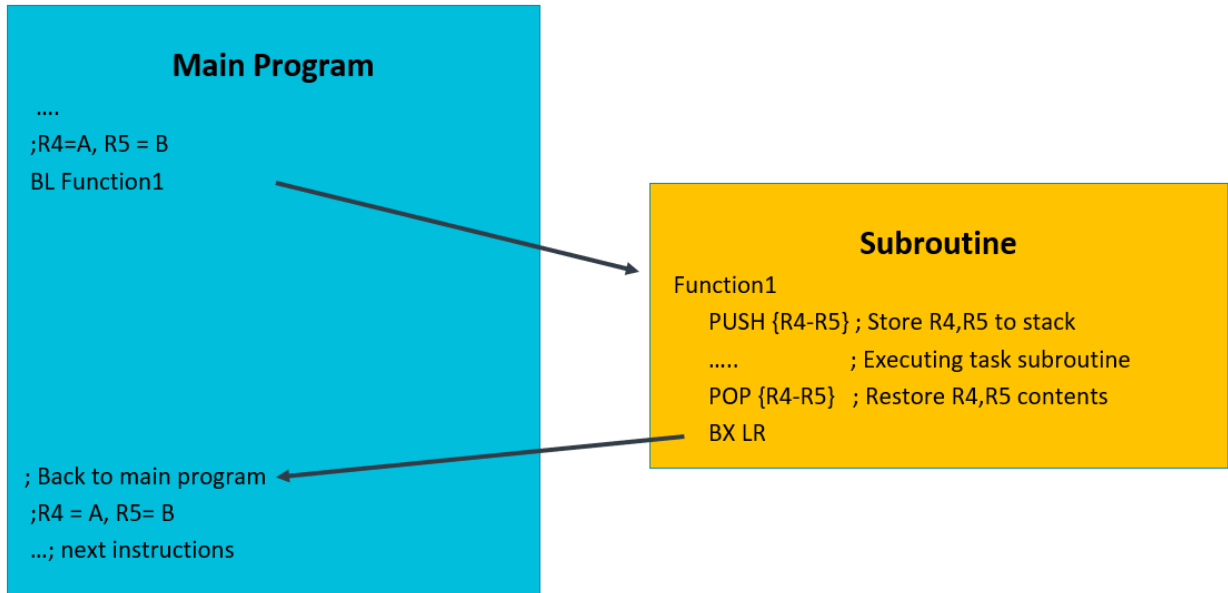 Main Program
....
;R4=A, R5 = B
BL Function1
Subroutine
Function1
PUSH {R4-R5} ; Store R4,R5 to stack
..... ; Executing task subroutine
POP {R4-R5} ; Restore R4,R5 contents
BX LR
; Back to main program
;R4 = A, R5= B
...; next instructions